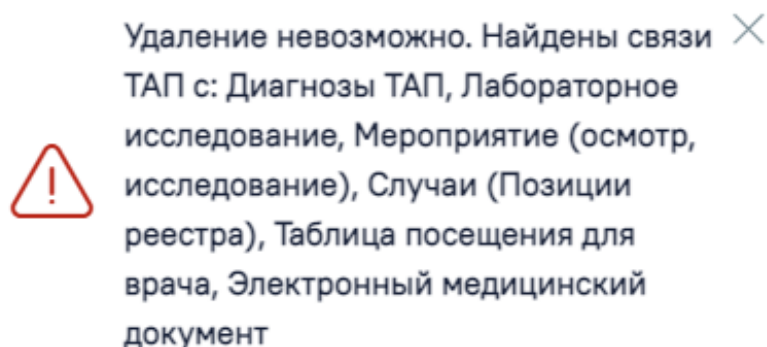 Удаление невозможно. Найдены связи
ТАП с: Диагнозы ТАП, Лабораторное
исследование, Мероприятие (осмотр,
исследование), Случаи (Позиции
реестра), Таблица посещения для
врача, Электронный медицинский
документ